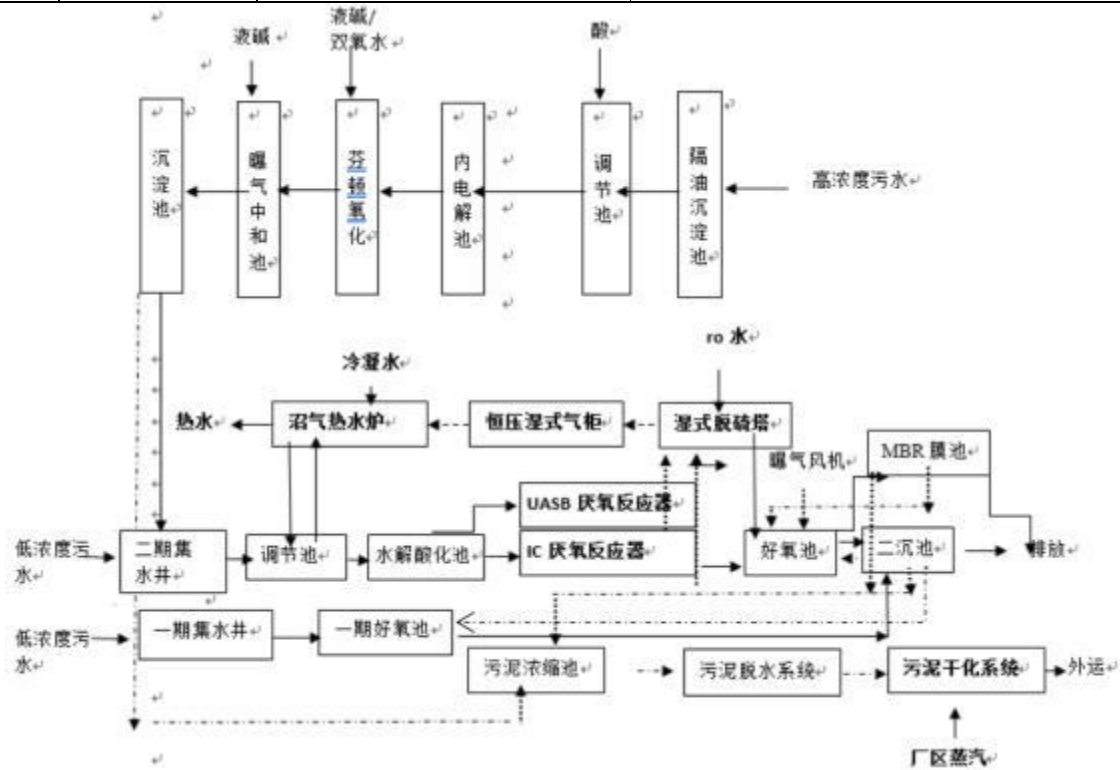 液碱
液碱/
双氧水
酸
沉淀池
曝气中和池
芬顿氧化
内电解池
调节池
隔油沉淀池
高浓度污水
ro 水
冷凝水
热水
沼气热水炉
恒压湿式气柜
湿式脱硫塔
曝气风机
MBR 膜池
UASB 厌氧反应器
低浓度污
水
二期集
水井
调节池
水解酸化池
IC 厌氧反应器
好氧池
二沉池
排放
低浓度污
水
一期集水井
一期好氧池
污泥浓缩池
污泥脱水系统
污泥干化系统
外运
厂区蒸汽